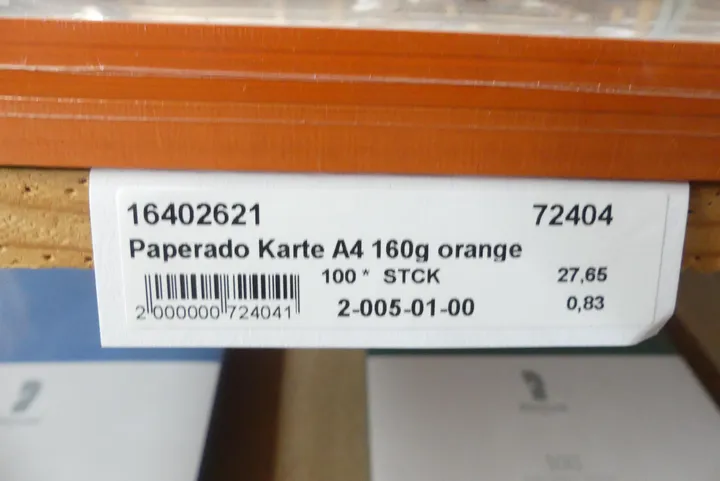 16402621 72404
Paperado Karte A4 160g orange
100 * STCK 27,65
2 000000 724041 2-005-01-00 0,83